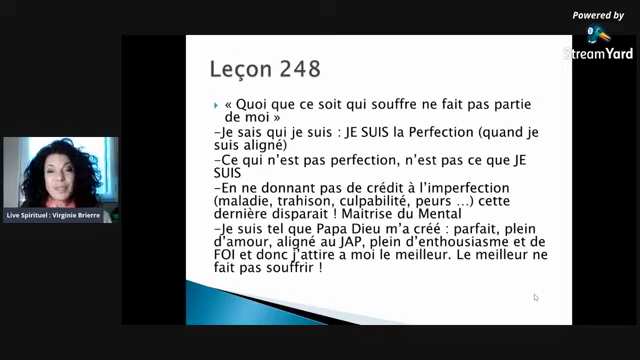 Powered by
StreamYard
Leçon 248
« Quoi que ce soit qui souffre ne fait pas partie
de moi »
-Je sais qui je suis : JE SUIS la Perfection (quand je
suis aligné)
-Ce qui n'est pas perfection, n'est pas ce que JE
SUIS
-En ne donnant pas de crédit à l'imperfection
(maladie, trahison, culpabilité, peurs ...) cette
dernière disparait ! Maitrise du Mental
-Je suis tel que Papa Dieu m'a créé : parfait, plein
d'amour, aligné au JAP, plein d'enthousiasme et de
FOI et donc j'attire a moi le meilleur. Le meilleur ne
fait pas souffrir !
Live Spirituel : Virginie Brierre